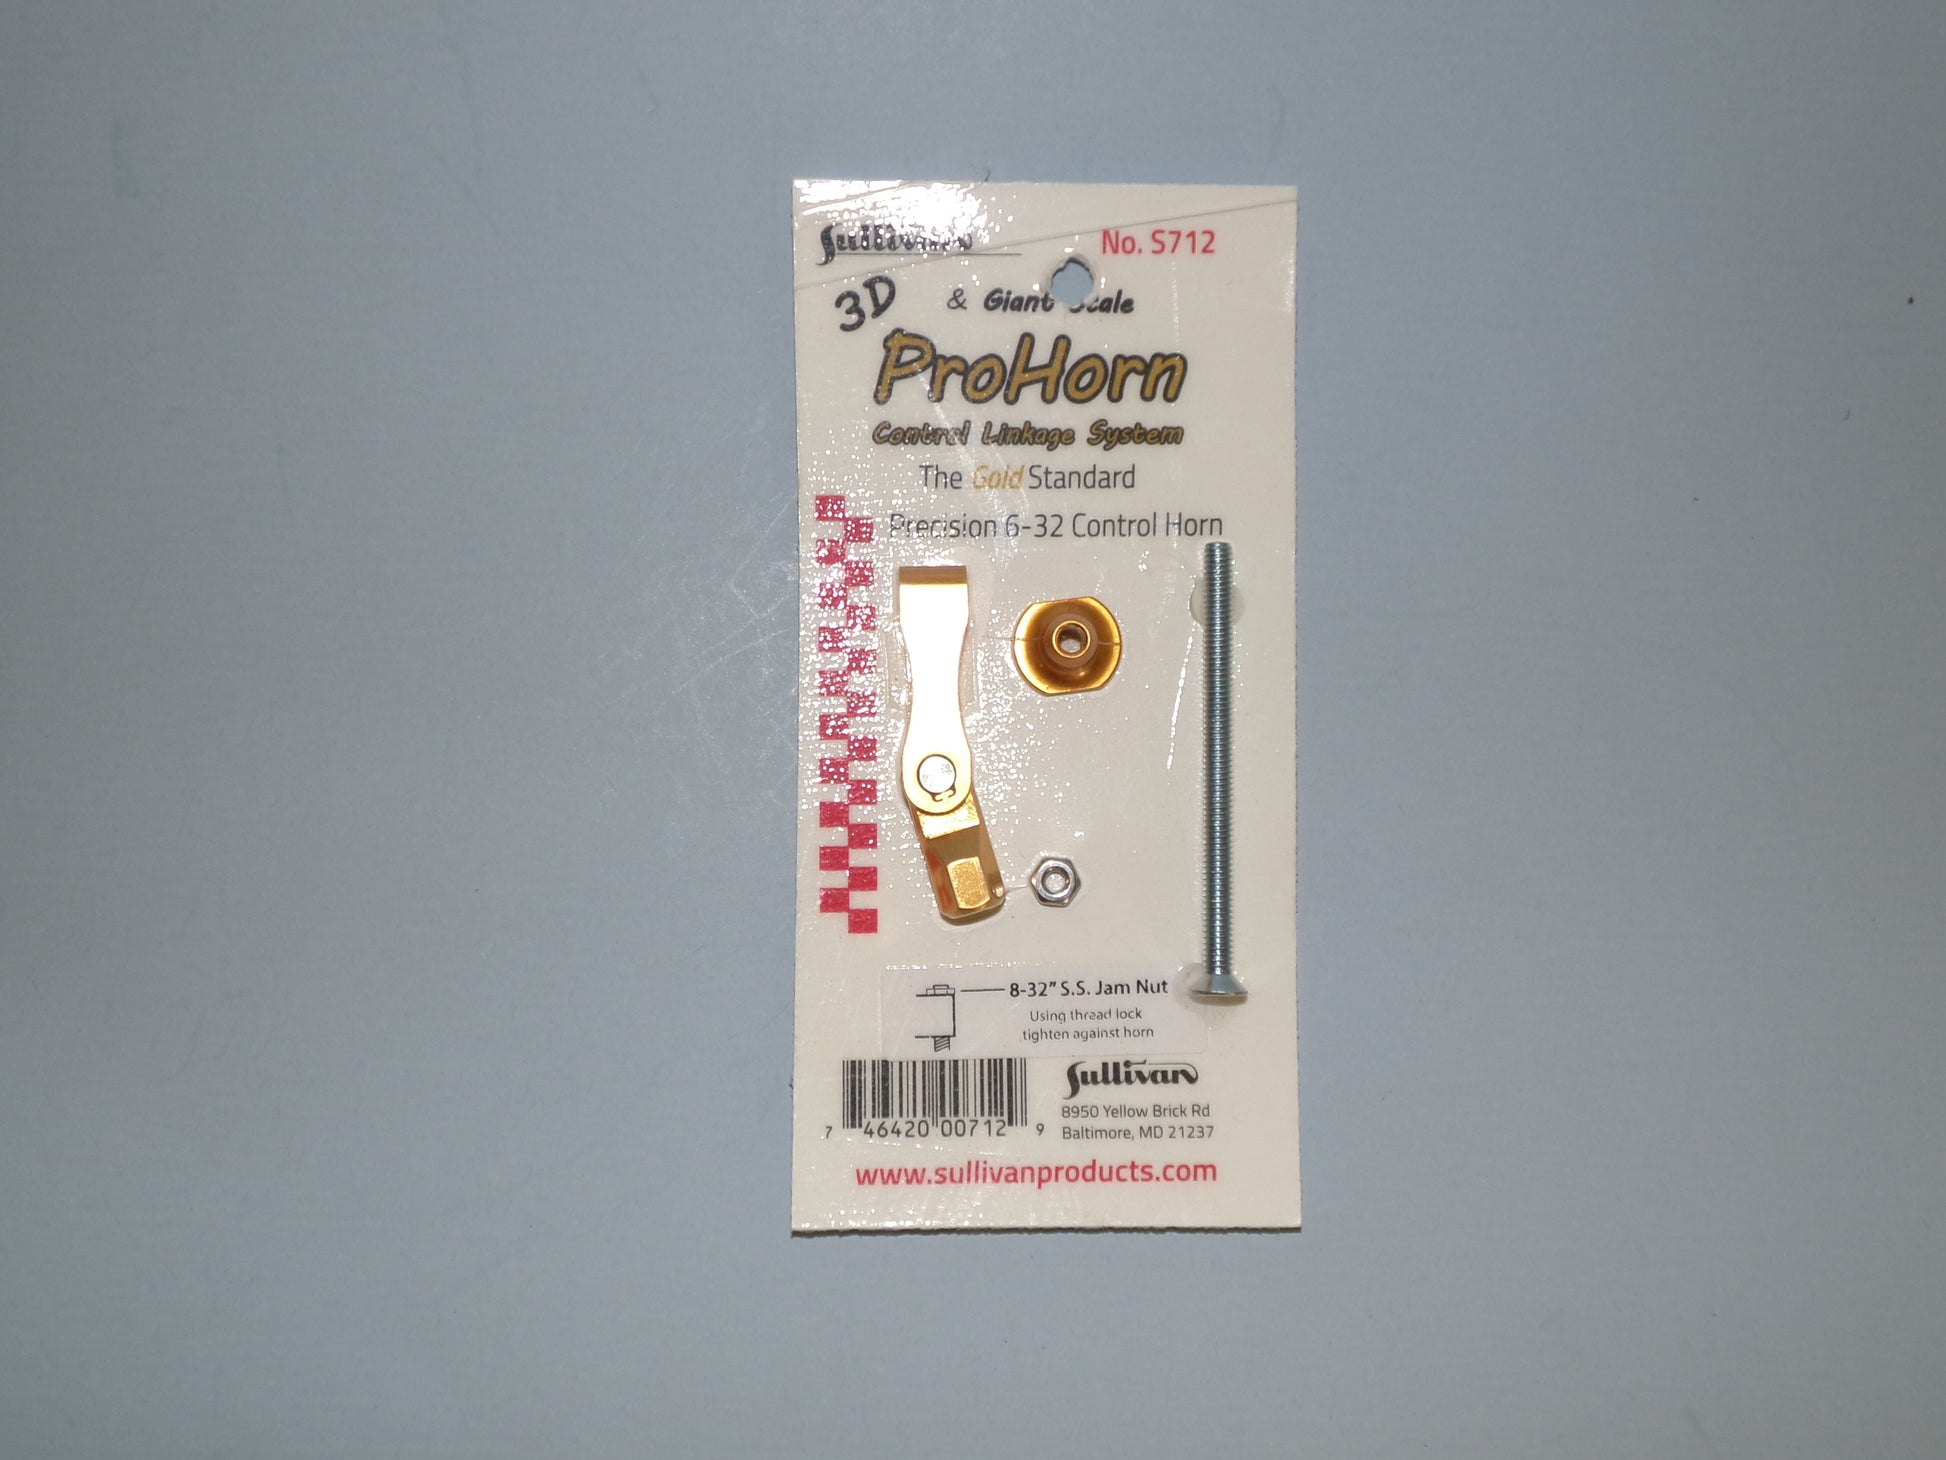 Sullivan
No. S712
3D & Giant Scale
ProHorn
Control Linkage System
The Gold Standard
Precision 6-32 Control Horn
8-32" S.S. Jam Nut
Using thread lock
tighten against horn
Sullivan
8950 Yellow Brick Rd
Baltimore, MD 21237
7 46420 00712 9
www.sullivanproducts.com